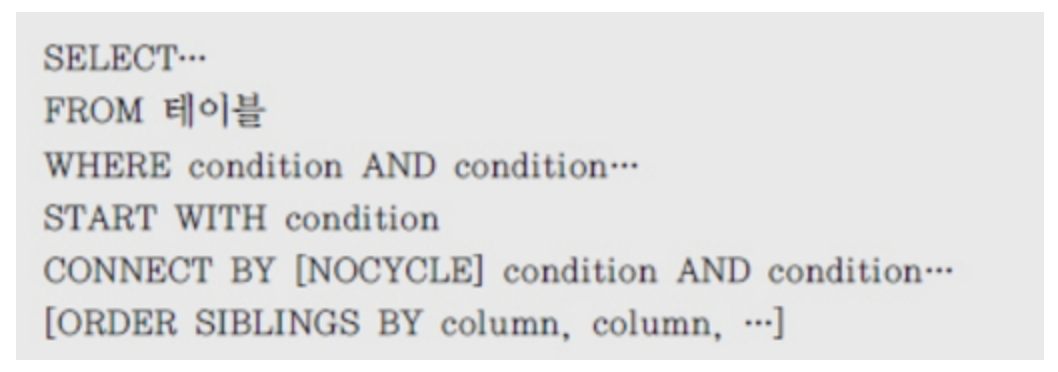 SELECT…
FROM 테이블
WHERE condition AND condition…
START WITH condition
CONNECT BY [NOCYCLE] condition AND condition…
[ORDER SIBLINGS BY column, column, …]